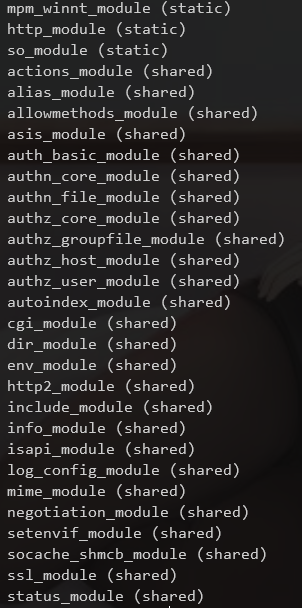 mpm_winnt_module (static)
http_module (static)
so_module (static)
actions_module (shared)
alias_module (shared)
allowmethods_module (shared)
asis_module (shared)
auth_basic_module (shared)
authn_core_module (shared)
authn_file_module (shared)
authz_core_module (shared)
authz_groupfile_module (shared)
authz_host_module (shared)
authz_user_module (shared)
autoindex_module (shared)
cgi_module (shared)
dir_module (shared)
env_module (shared)
http2_module (shared)
include_module (shared)
info_module (shared)
isapi_module (shared)
log_config_module (shared)
mime_module (shared)
negotiation_module (shared)
setenvif_module (shared)
socache_shmcb_module (shared)
ssl_module (shared)
status_module (shared)